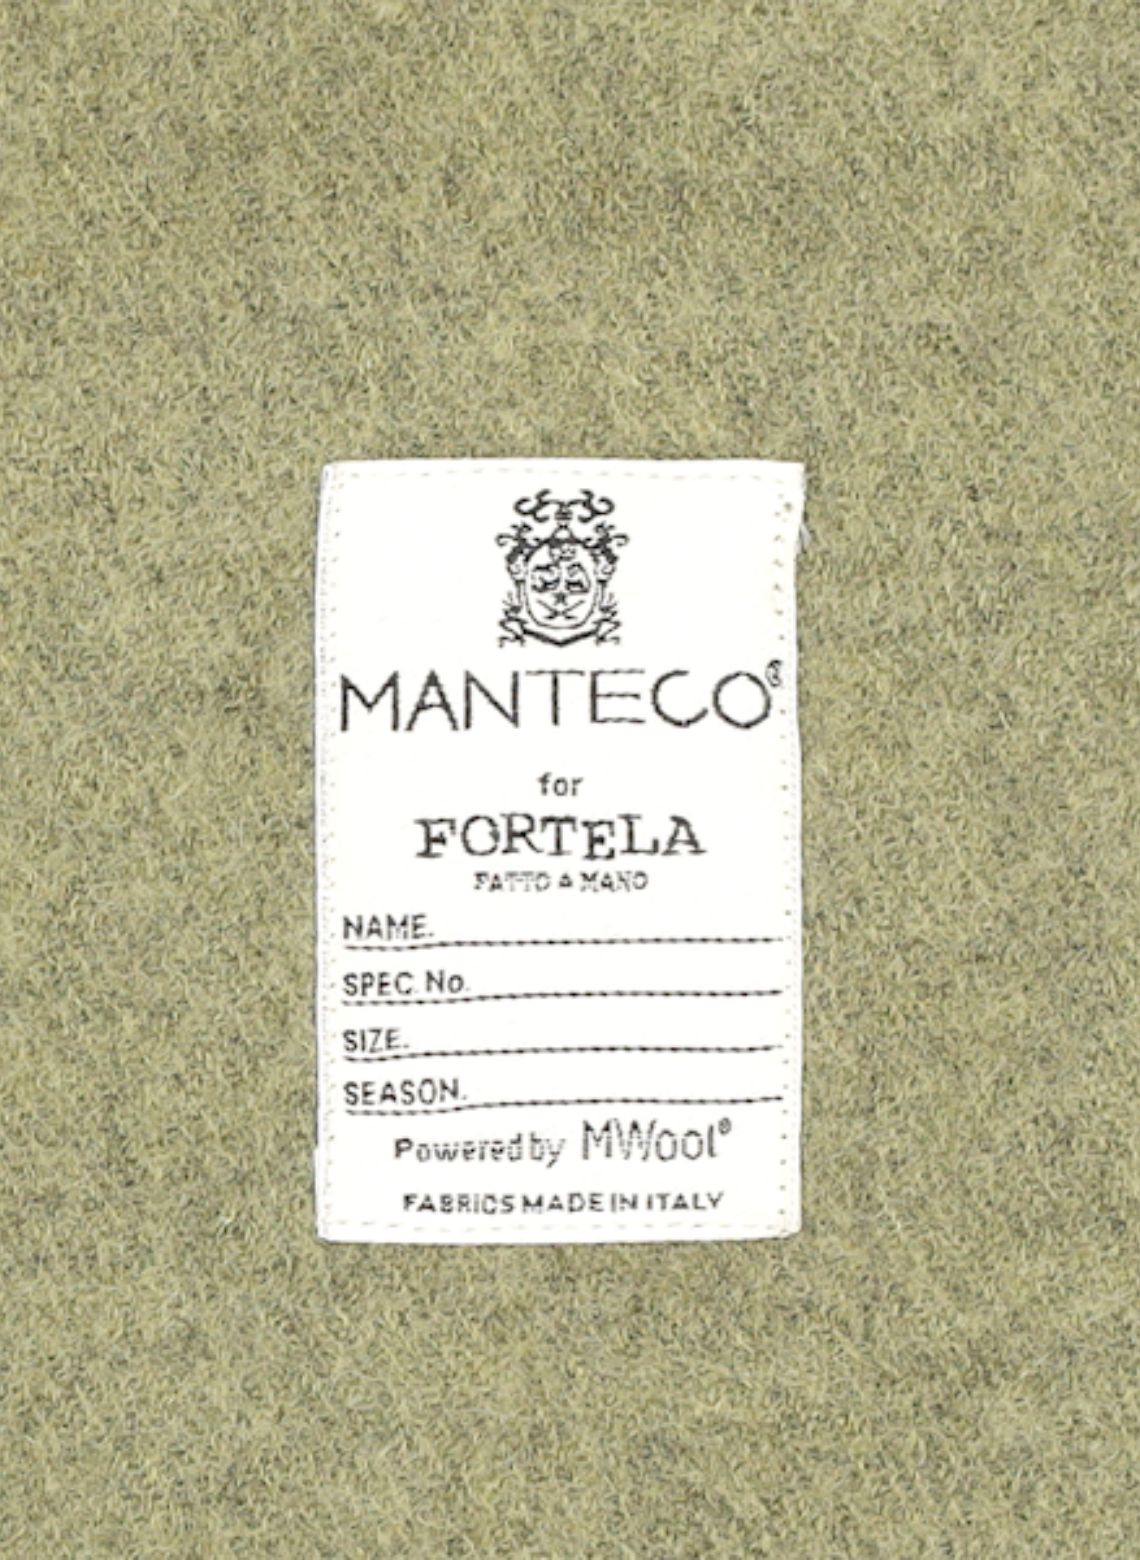 MANTECO®
for
FORTELA
FATTO A MANO
NAME.
SPEC. No.
SIZE.
SEASON.
Powered by MWool®
FABRICS MADE IN ITALY